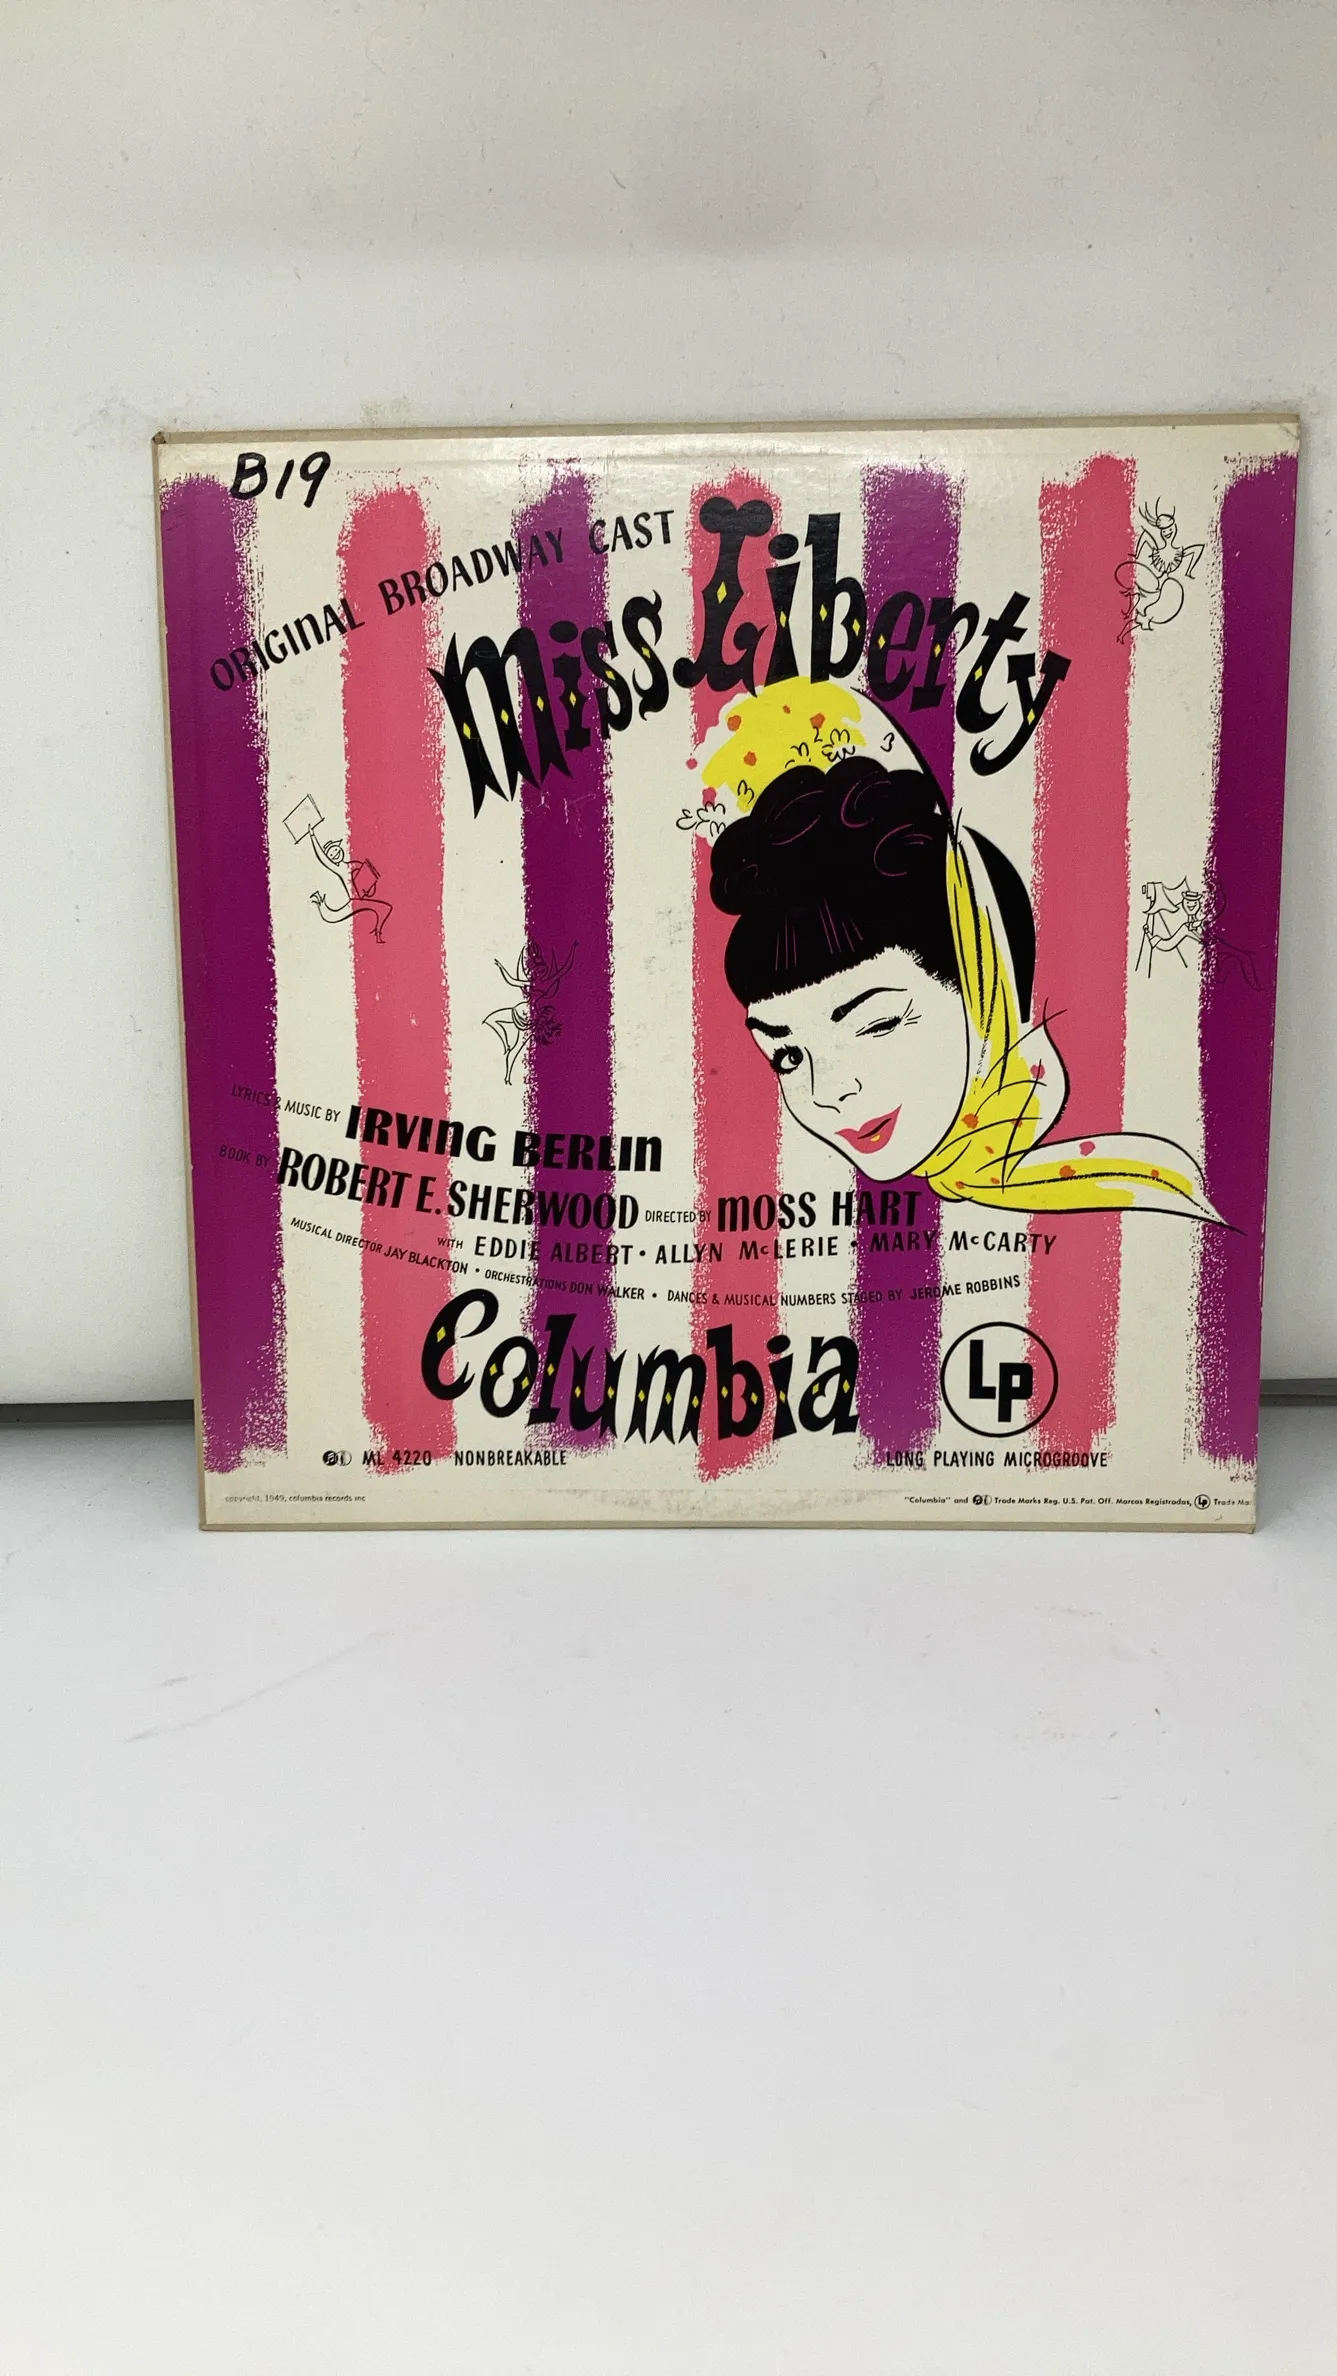 B19
ORIGINAL BROADWAY CAST
Miss Liberty
LYRICS & MUSIC BY IRVING BERLIN
BOOK BY ROBERT E. SHERWOOD DIRECTED BY MOSS HART
WITH EDDIE ALBERT • ALLYN McLERIE • MARY McCARTY
MUSICAL DIRECTOR JAY BLACKTON • ORCHESTRATIONS DON WALKER • DANCES & MUSICAL NUMBERS STAGED BY JEROME ROBBINS
Columbia LP
ML 4220 NONBREAKABLE LONG PLAYING MICROGROOVE
copyright, 1949, columbia records inc "Columbia" and Trade Marks Reg. U.S. Pat. Off. Marcas Registradas, LP Trade Ma